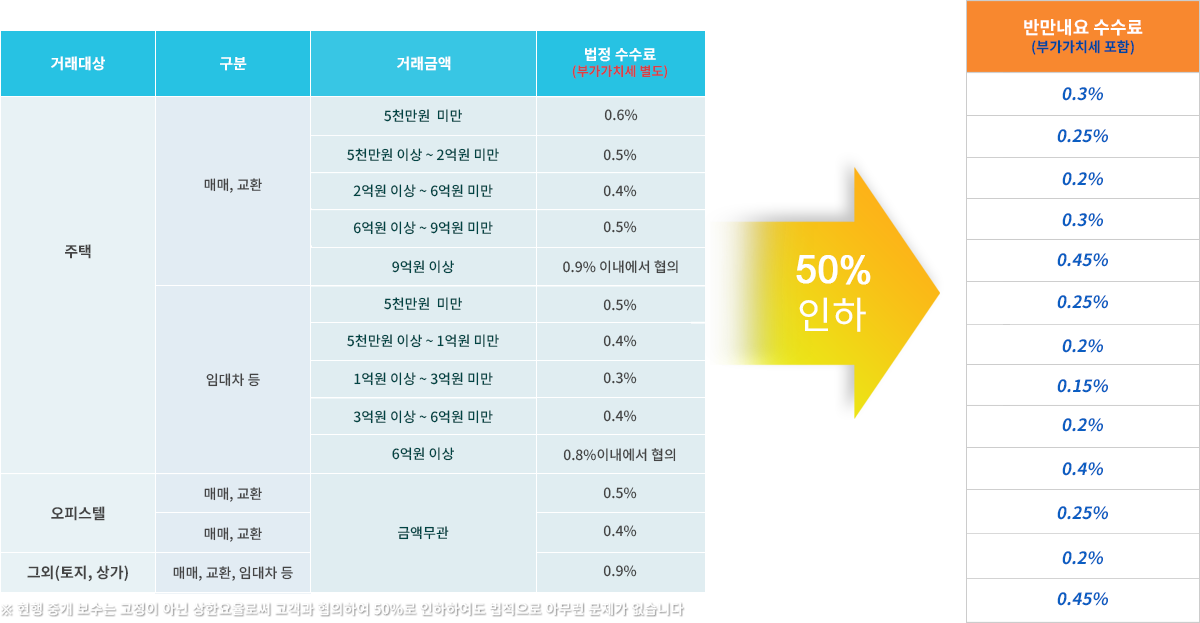 거래대상 구분 거래금액 법정 수수료
(부가가치세 별도)
반만내요 수수료
(부가가치세 포함)
주택 매매, 교환 5천만원 미만 0.6% 0.3%
5천만원 이상 ~ 2억원 미만 0.5% 0.25%
2억원 이상 ~ 6억원 미만 0.4% 0.2%
6억원 이상 ~ 9억원 미만 0.5% 0.3%
9억원 이상 0.9% 이내에서 협의 0.45%
임대차 등 5천만원 미만 0.5% 0.25%
5천만원 이상 ~ 1억원 미만 0.4% 0.2%
1억원 이상 ~ 3억원 미만 0.3% 0.15%
3억원 이상 ~ 6억원 미만 0.4% 0.2%
6억원 이상 0.8%이내에서 협의 0.4%
오피스텔 매매, 교환 금액무관 0.5% 0.25%
매매, 교환 0.4% 0.2%
그외(토지, 상가) 매매, 교환, 임대차 등 0.9% 0.45%
50%
인하
※ 현행 중개 보수는 고정이 아닌 상한요율로써 고객과 협의하여 50%로 인하하여도 법적으로 아무런 문제가 없습니다